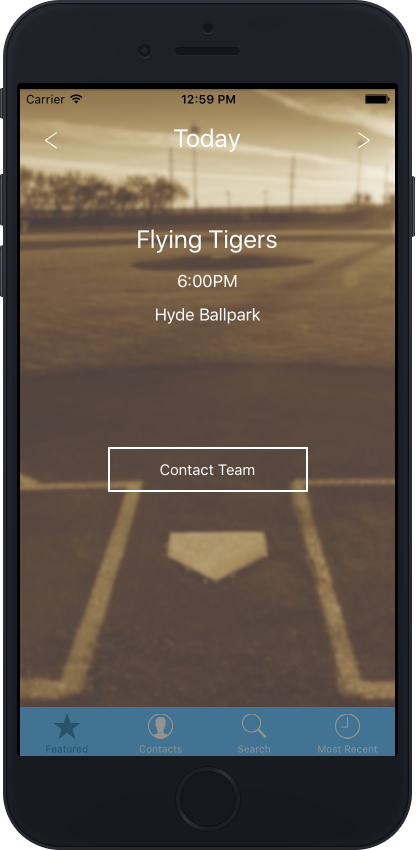 Carrier 12:59 PM
< Today >
Flying Tigers
6:00PM
Hyde Ballpark
Contact Team
Featured Contacts Search Most Recent